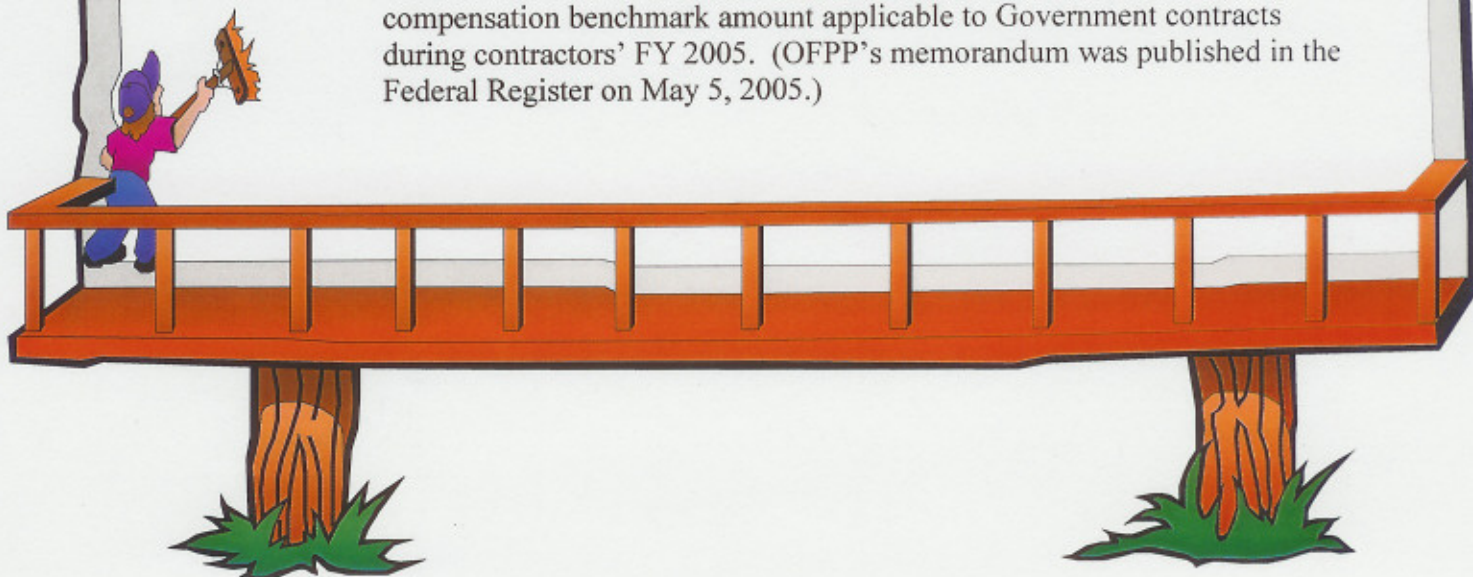 compensation benchmark amount applicable to Government contracts
during contractors' FY 2005.  (OFPP's memorandum was published in the
Federal Register on May 5, 2005.)